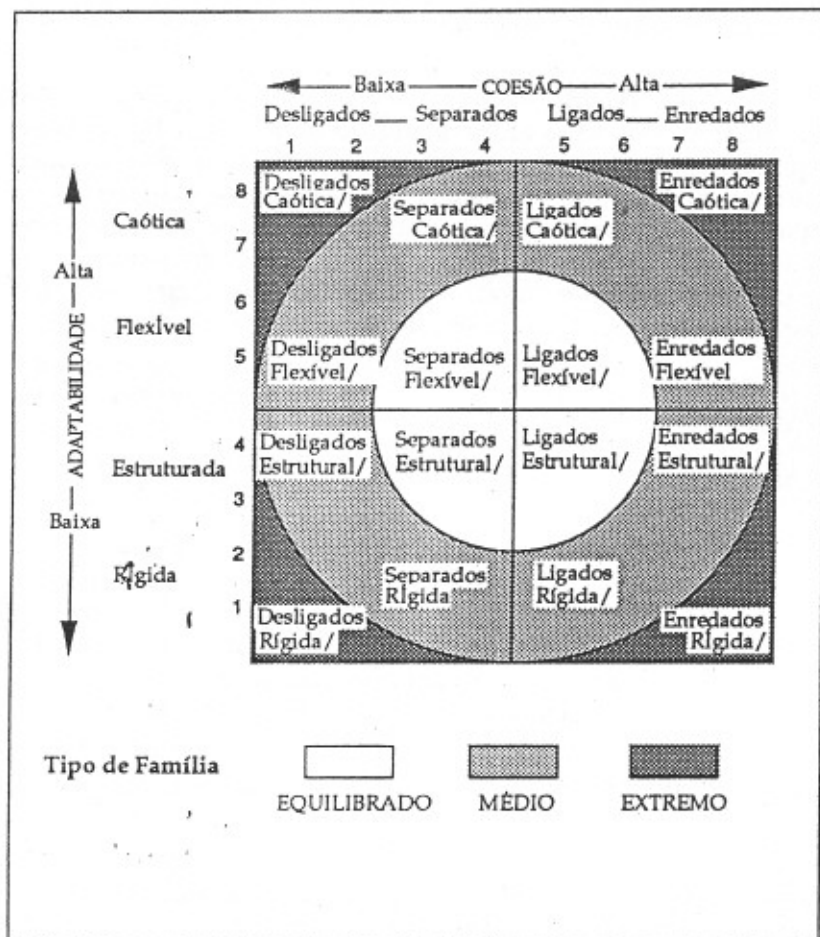 Baixa COESÃO Alta
Desligados Separados Ligados Enredados
1 2 3 4 5 6 7 8
ADAPTABILIDADE
Alta
Baixa
Caótica
Flexível
Estruturada
Rígida
8
7
6
5
4
3
2
1
Desligados
Caótica/
Separados
Caótica/
Ligados
Caótica/
Enredados
Caótica/
Desligados
Flexível/
Separados
Flexível/
Ligados
Flexível/
Enredados
Flexível
Desligados
Estrutural/
Separados
Estrutural/
Ligados
Estrutural/
Enredados
Estrutural/
Desligados
Rígida/
Separados
Rígida
Ligados
Rígida/
Enredados
Rígida/
Tipo de Família
EQUILIBRADO MÉDIO EXTREMO